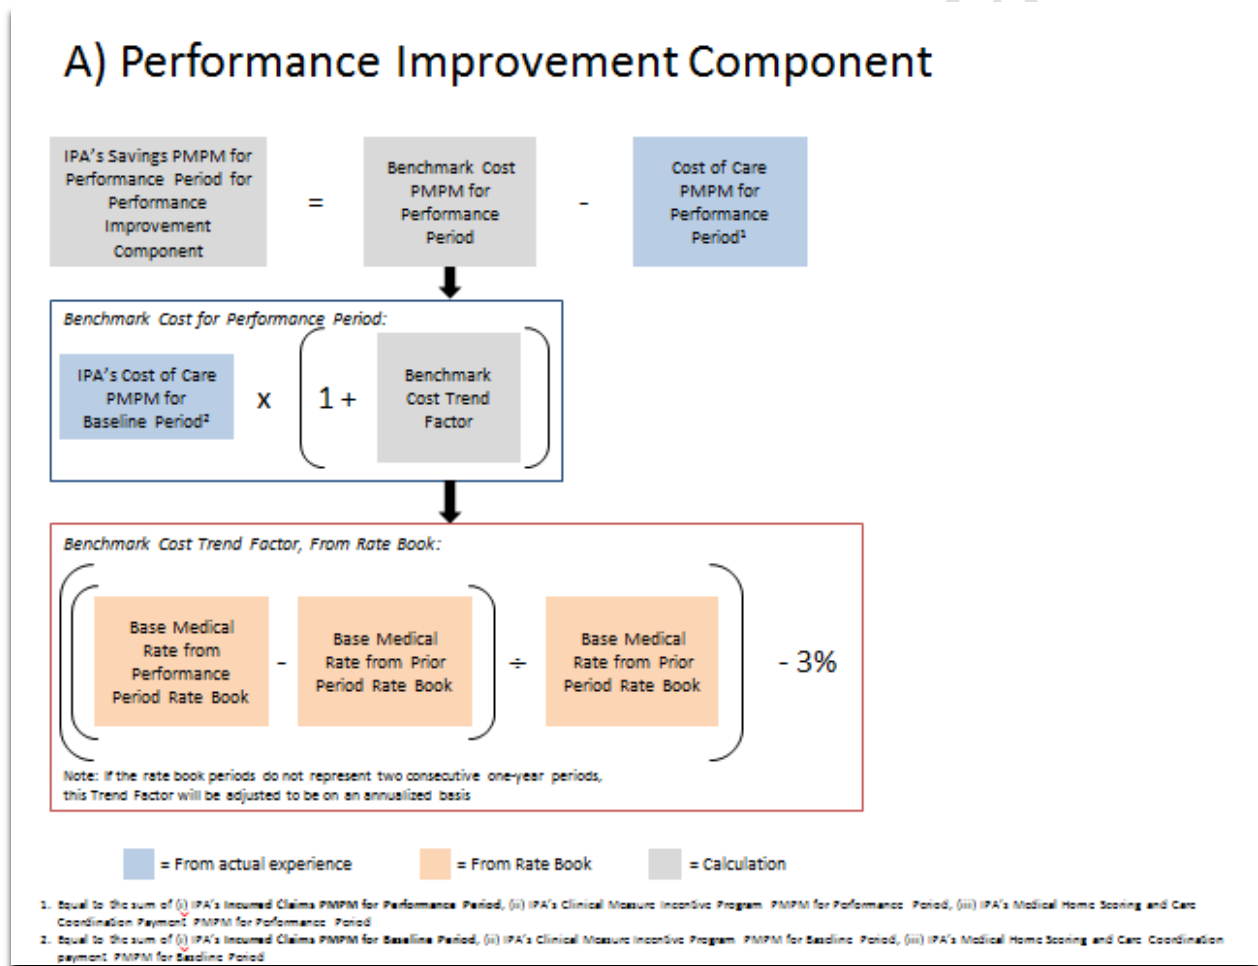 A) Performance Improvement Component
IPA's Savings PMPM for
Performance Period for
Performance
Improvement
Component
=
Benchmark Cost
PMPM for
Performance
Period
-
Cost of Care
PMPM for
Performance
Period¹
Benchmark Cost for Performance Period:
IPA's Cost of Care
PMPM for
Baseline Period²
x
1 +
Benchmark
Cost Trend
Factor
Benchmark Cost Trend Factor, From Rate Book:
Base Medical
Rate from
Performance
Period Rate Book
-
Base Medical
Rate from Prior
Period Rate Book
÷
Base Medical
Rate from Prior
Period Rate Book
- 3%
Note: If the rate book periods do not represent two consecutive one-year periods,
this Trend Factor will be adjusted to be on an annualized basis
= From actual experience
= From Rate Book
= Calculation
1. Equal to the sum of (i) IPA's Incurred Claims PMPM for Performance Period, (ii) IPA's Clinical Measure Incentive Program PMPM for Performance Period, (iii) IPA's Medical Home Scoring and Care
Coordination Payment PMPM for Performance Period
2. Equal to the sum of (i) IPA's Incurred Claims PMPM for Baseline Period, (ii) IPA's Clinical Measure Incentive Program PMPM for Baseline Period, (iii) IPA's Medical Home Scoring and Care Coordination
payment PMPM for Baseline Period